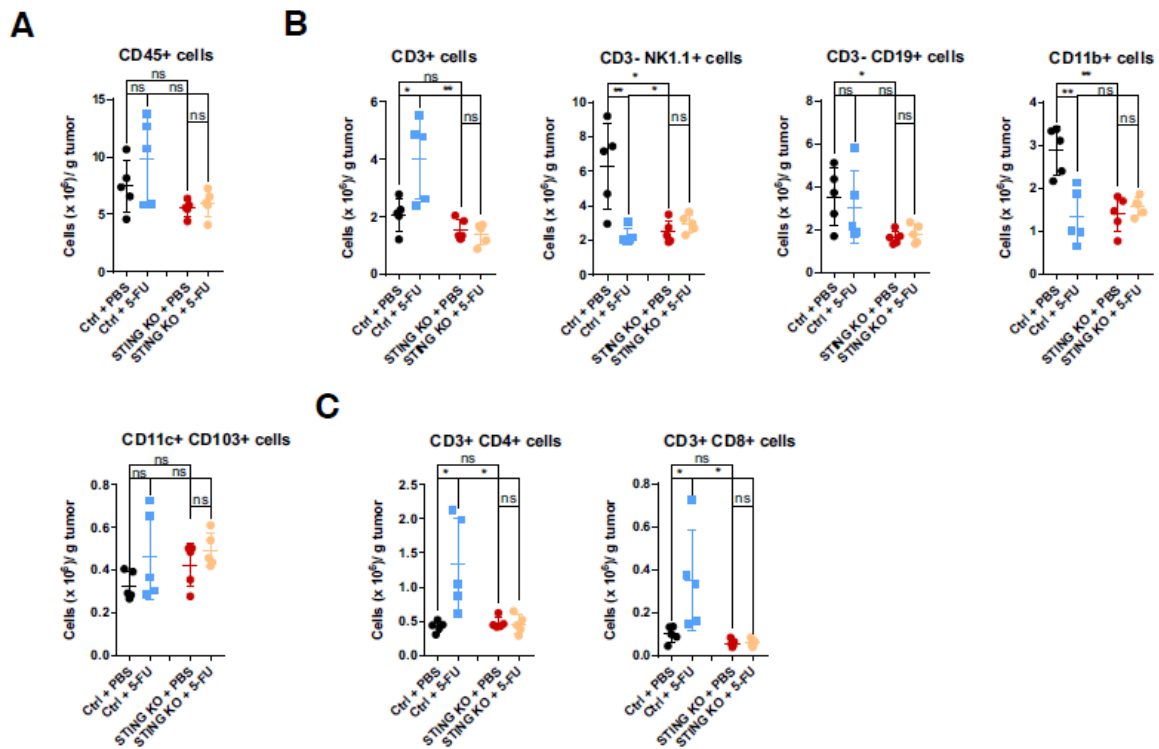 A
B
CD45+ cells
ns
ns ns
ns
Cells (x 10⁶)/ g tumor
15
10
5
0
Ctrl + PBS
Ctrl + 5-FU
STING KO + PBS
STING KO + 5-FU
CD3+ cells
ns
* **
ns
Cells (x 10⁶)/ g tumor
6
4
2
0
Ctrl + PBS
Ctrl + 5-FU
STING KO + PBS
STING KO + 5-FU
CD3- NK1.1+ cells
*
** *
ns
Cells (x 10⁶)/ g tumor
10
8
6
4
2
0
Ctrl + PBS
Ctrl + 5-FU
STING KO + PBS
STING KO + 5-FU
CD3- CD19+ cells
*
ns ns
ns
Cells (x 10⁶)/ g tumor
8
6
4
2
0
Ctrl + PBS
Ctrl + 5-FU
STING KO + PBS
STING KO + 5-FU
CD11b+ cells
**
** ns
ns
Cells (x 10⁶)/ g tumor
4
3
2
1
0
Ctrl + PBS
Ctrl + 5-FU
STING KO + PBS
STING KO + 5-FU
C
CD11c+ CD103+ cells
ns
ns ns
ns
Cells (x 10⁶)/ g tumor
0.8
0.6
0.4
0.2
0.0
Ctrl + PBS
Ctrl + 5-FU
STING KO + PBS
STING KO + 5-FU
CD3+ CD4+ cells
ns
* *
ns
Cells (x 10⁶)/ g tumor
2.5
2.0
1.5
1.0
0.5
0.0
Ctrl + PBS
Ctrl + 5-FU
STING KO + PBS
STING KO + 5-FU
CD3+ CD8+ cells
ns
* *
ns
Cells (x 10⁶)/ g tumor
0.8
0.6
0.4
0.2
0.0
Ctrl + PBS
Ctrl + 5-FU
STING KO + PBS
STING KO + 5-FU